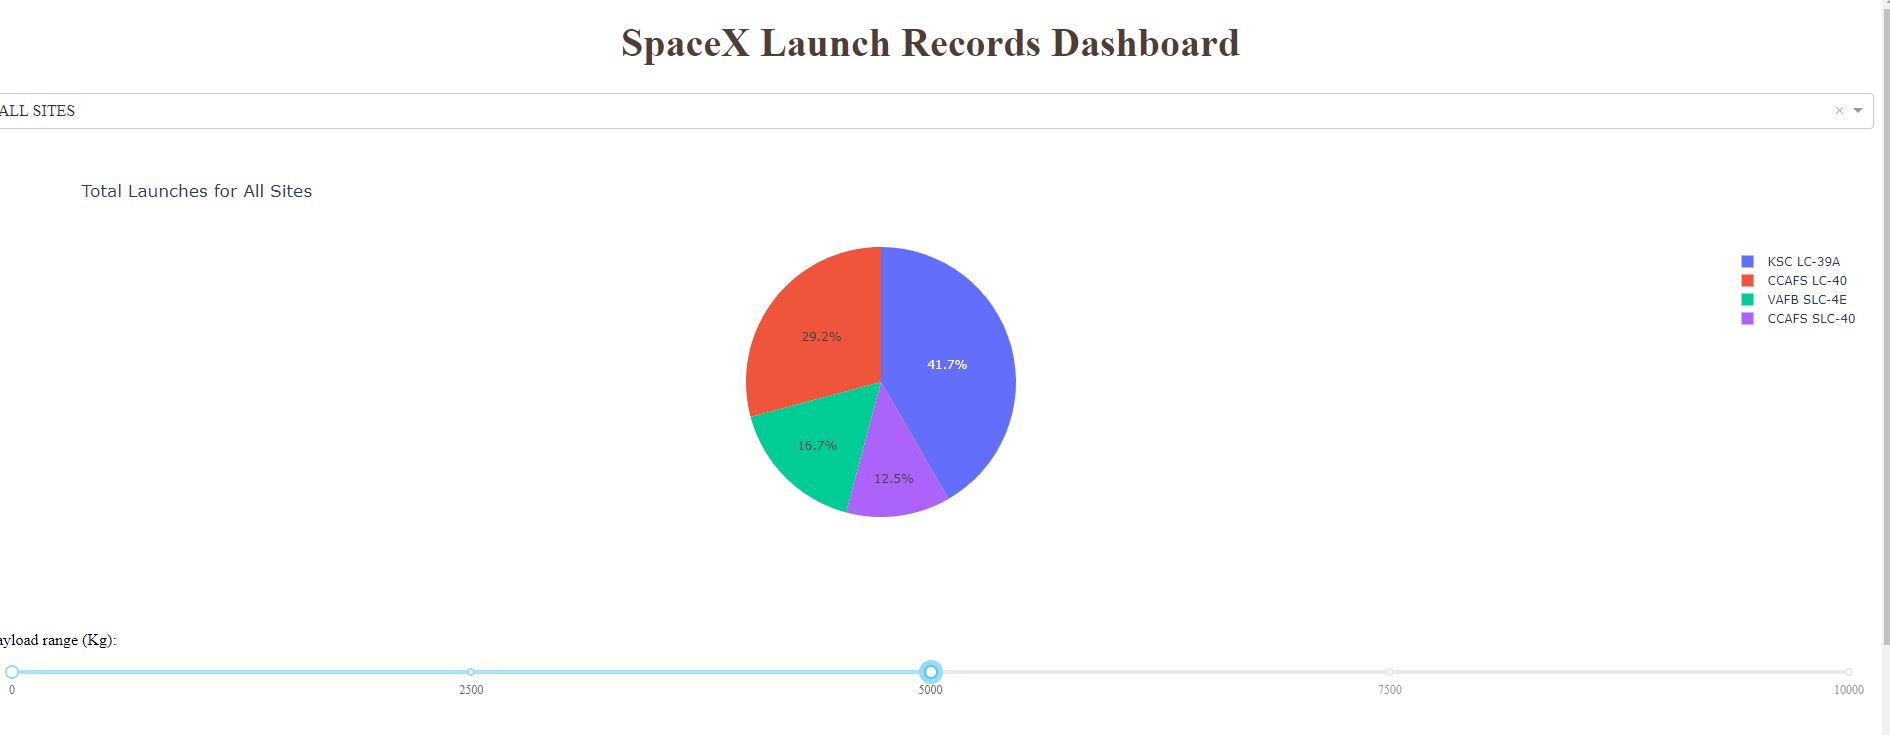 SpaceX Launch Records Dashboard
ALL SITES
Total Launches for All Sites
KSC LC-39A
CCAFS LC-40
VAFB SLC-4E
CCAFS SLC-40
29.2%
41.7%
16.7%
12.5%
ayload range (Kg):
0 2500 5000 7500 10000